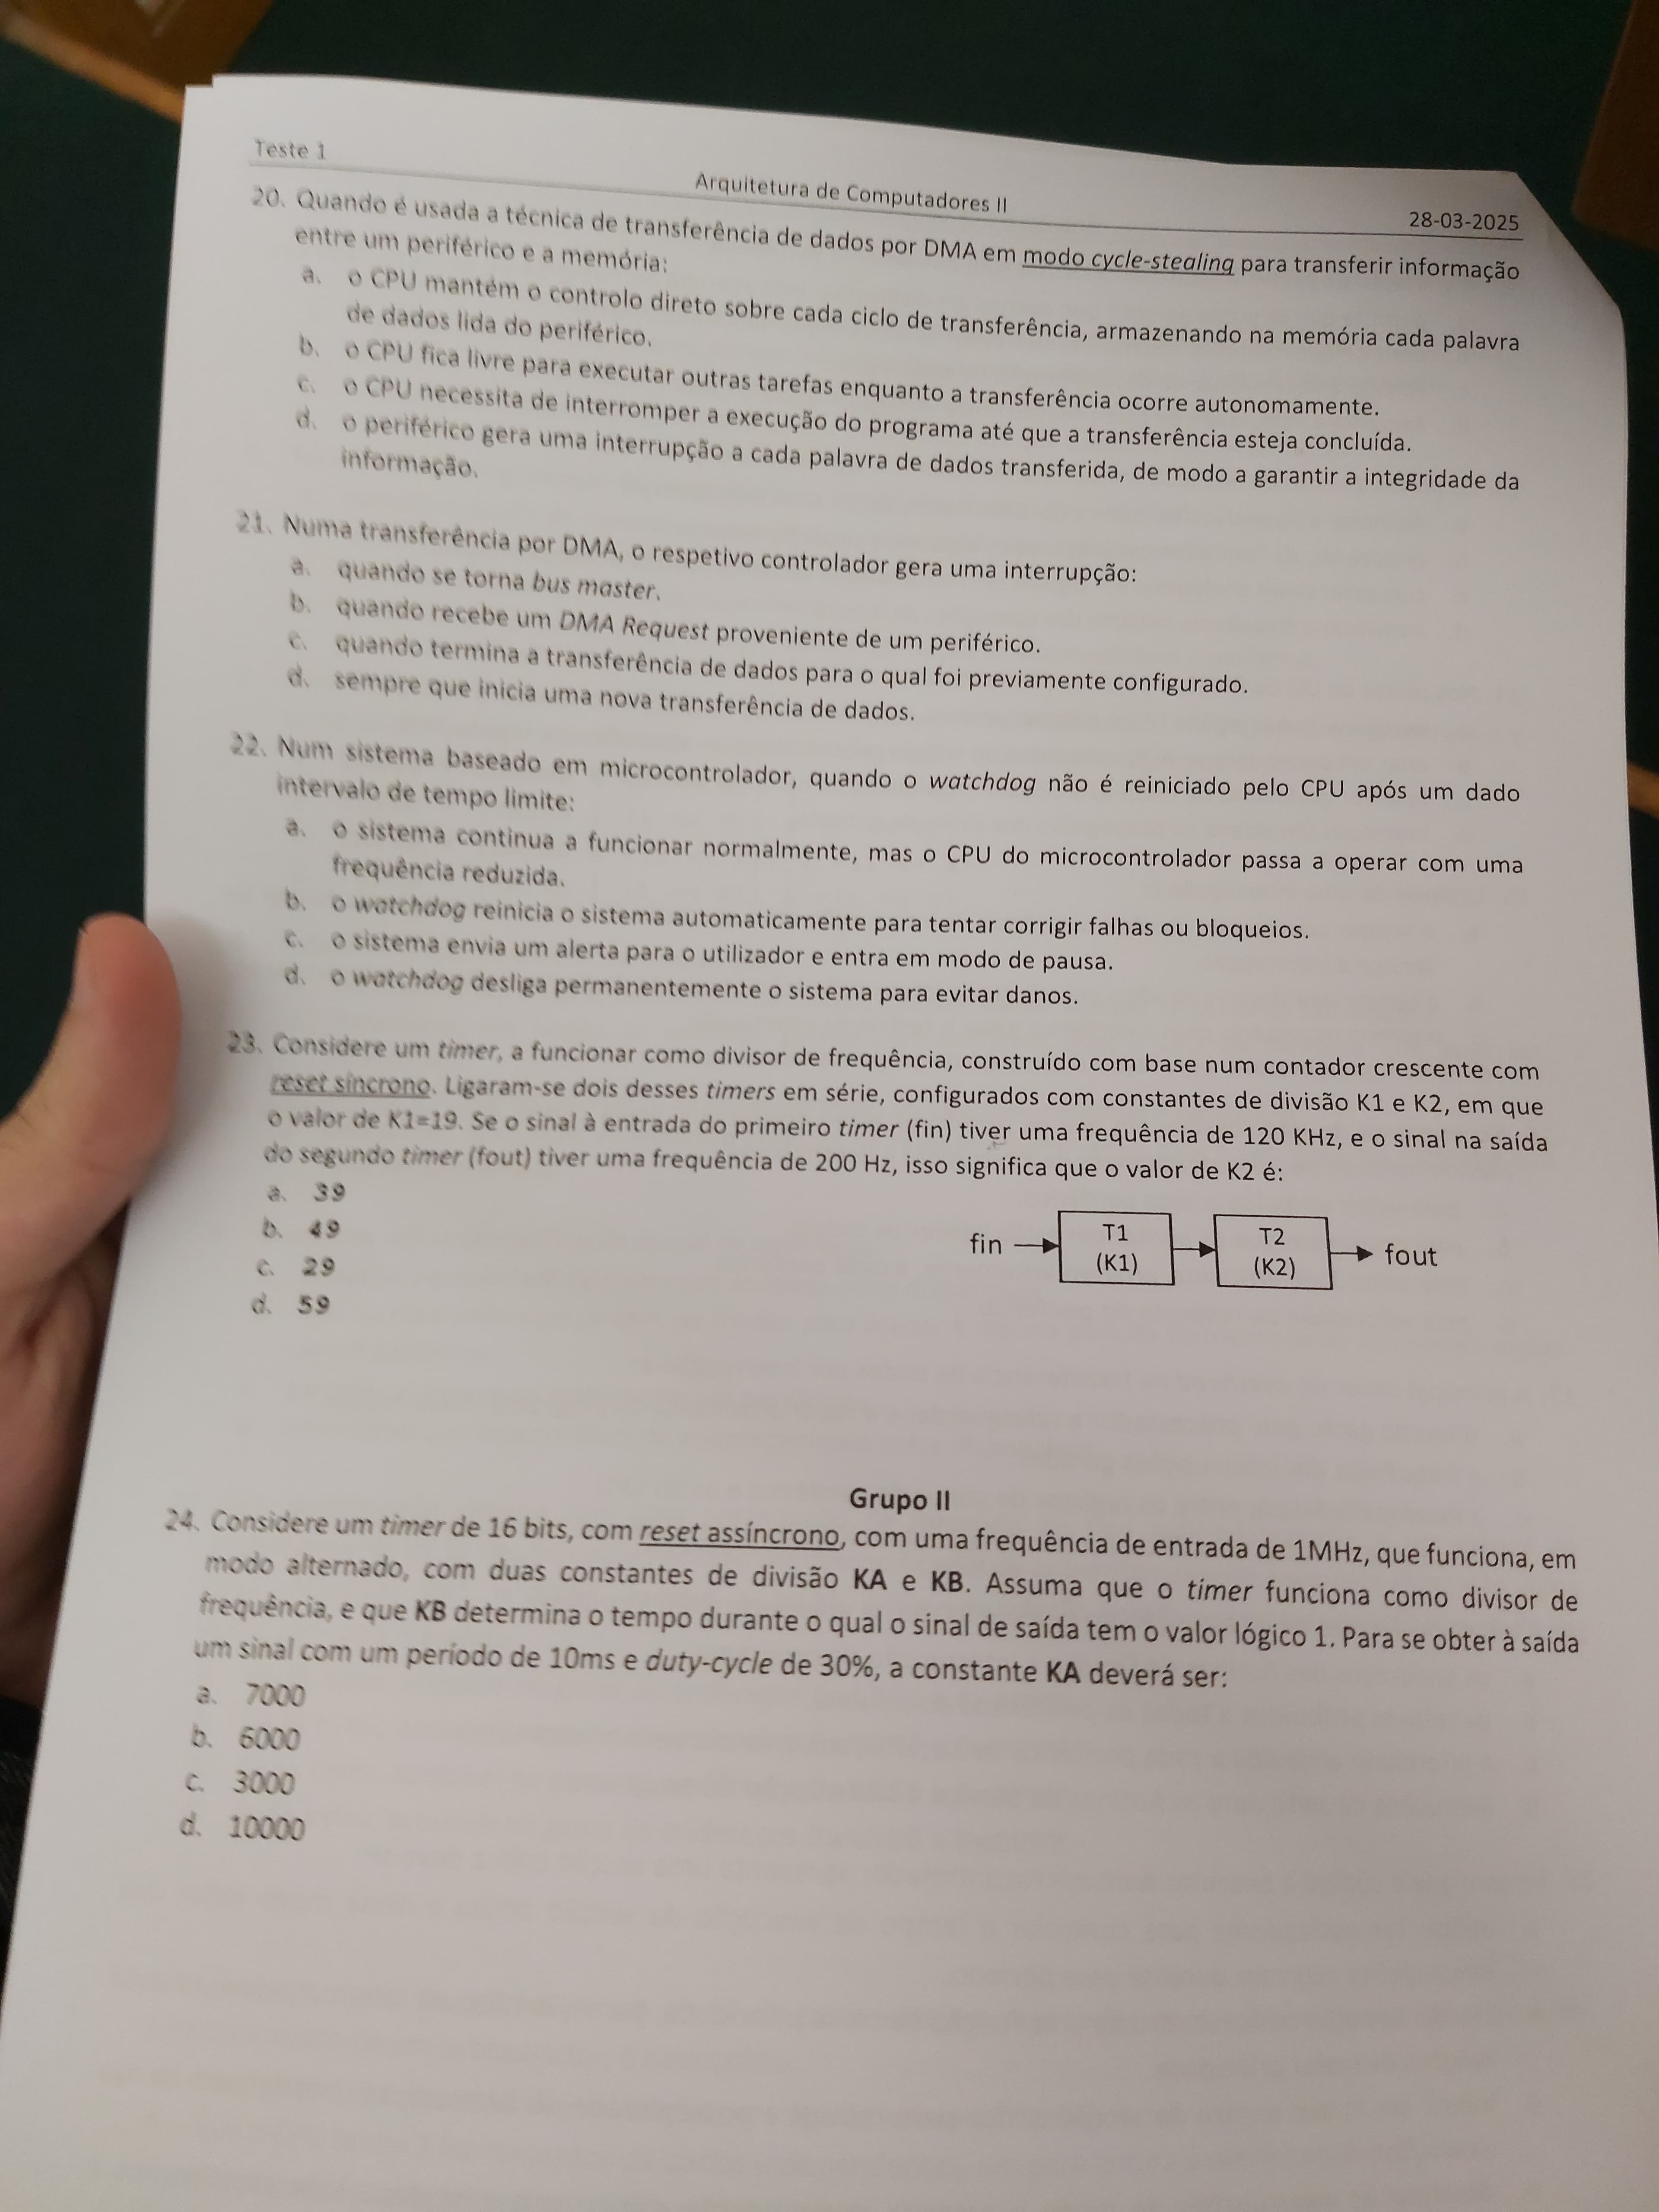 Teste 1
Arquitetura de Computadores II
28-03-2025
20. Quando é usada a técnica de transferência de dados por DMA em modo cycle-stealing para transferir informação
entre um periférico e a memória:
a. o CPU mantém o controlo direto sobre cada ciclo de transferência, armazenando na memória cada palavra
de dados lida do periférico.
b. o CPU fica livre para executar outras tarefas enquanto a transferência ocorre autonomamente.
c. o CPU necessita de interromper a execução do programa até que a transferência esteja concluída.
d. o periférico gera uma interrupção a cada palavra de dados transferida, de modo a garantir a integridade da
informação.
21. Numa transferência por DMA, o respetivo controlador gera uma interrupção:
a. quando se torna bus master.
b. quando recebe um DMA Request proveniente de um periférico.
c. quando termina a transferência de dados para o qual foi previamente configurado.
d. sempre que inicia uma nova transferência de dados.
22. Num sistema baseado em microcontrolador, quando o watchdog não é reiniciado pelo CPU após um dado
intervalo de tempo limite:
a. o sistema continua a funcionar normalmente, mas o CPU do microcontrolador passa a operar com uma
frequência reduzida.
b. o watchdog reinicia o sistema automaticamente para tentar corrigir falhas ou bloqueios.
c. o sistema envia um alerta para o utilizador e entra em modo de pausa.
d. o watchdog desliga permanentemente o sistema para evitar danos.
23. Considere um timer, a funcionar como divisor de frequência, construído com base num contador crescente com
reset síncrono. Ligaram-se dois desses timers em série, configurados com constantes de divisão K1 e K2, em que
o valor de K1=19. Se o sinal à entrada do primeiro timer (fin) tiver uma frequência de 120 KHz, e o sinal na saída
do segundo timer (fout) tiver uma frequência de 200 Hz, isso significa que o valor de K2 é:
a. 39
b. 49
c. 29
d. 59
fin T1 (K1) T2 (K2) fout
Grupo II
24. Considere um timer de 16 bits, com reset assíncrono, com uma frequência de entrada de 1MHz, que funciona, em
modo alternado, com duas constantes de divisão KA e KB. Assuma que o timer funciona como divisor de
frequência, e que KB determina o tempo durante o qual o sinal de saída tem o valor lógico 1. Para se obter à saída
um sinal com um período de 10ms e duty-cycle de 30%, a constante KA deverá ser:
a. 7000
b. 6000
c. 3000
d. 10000